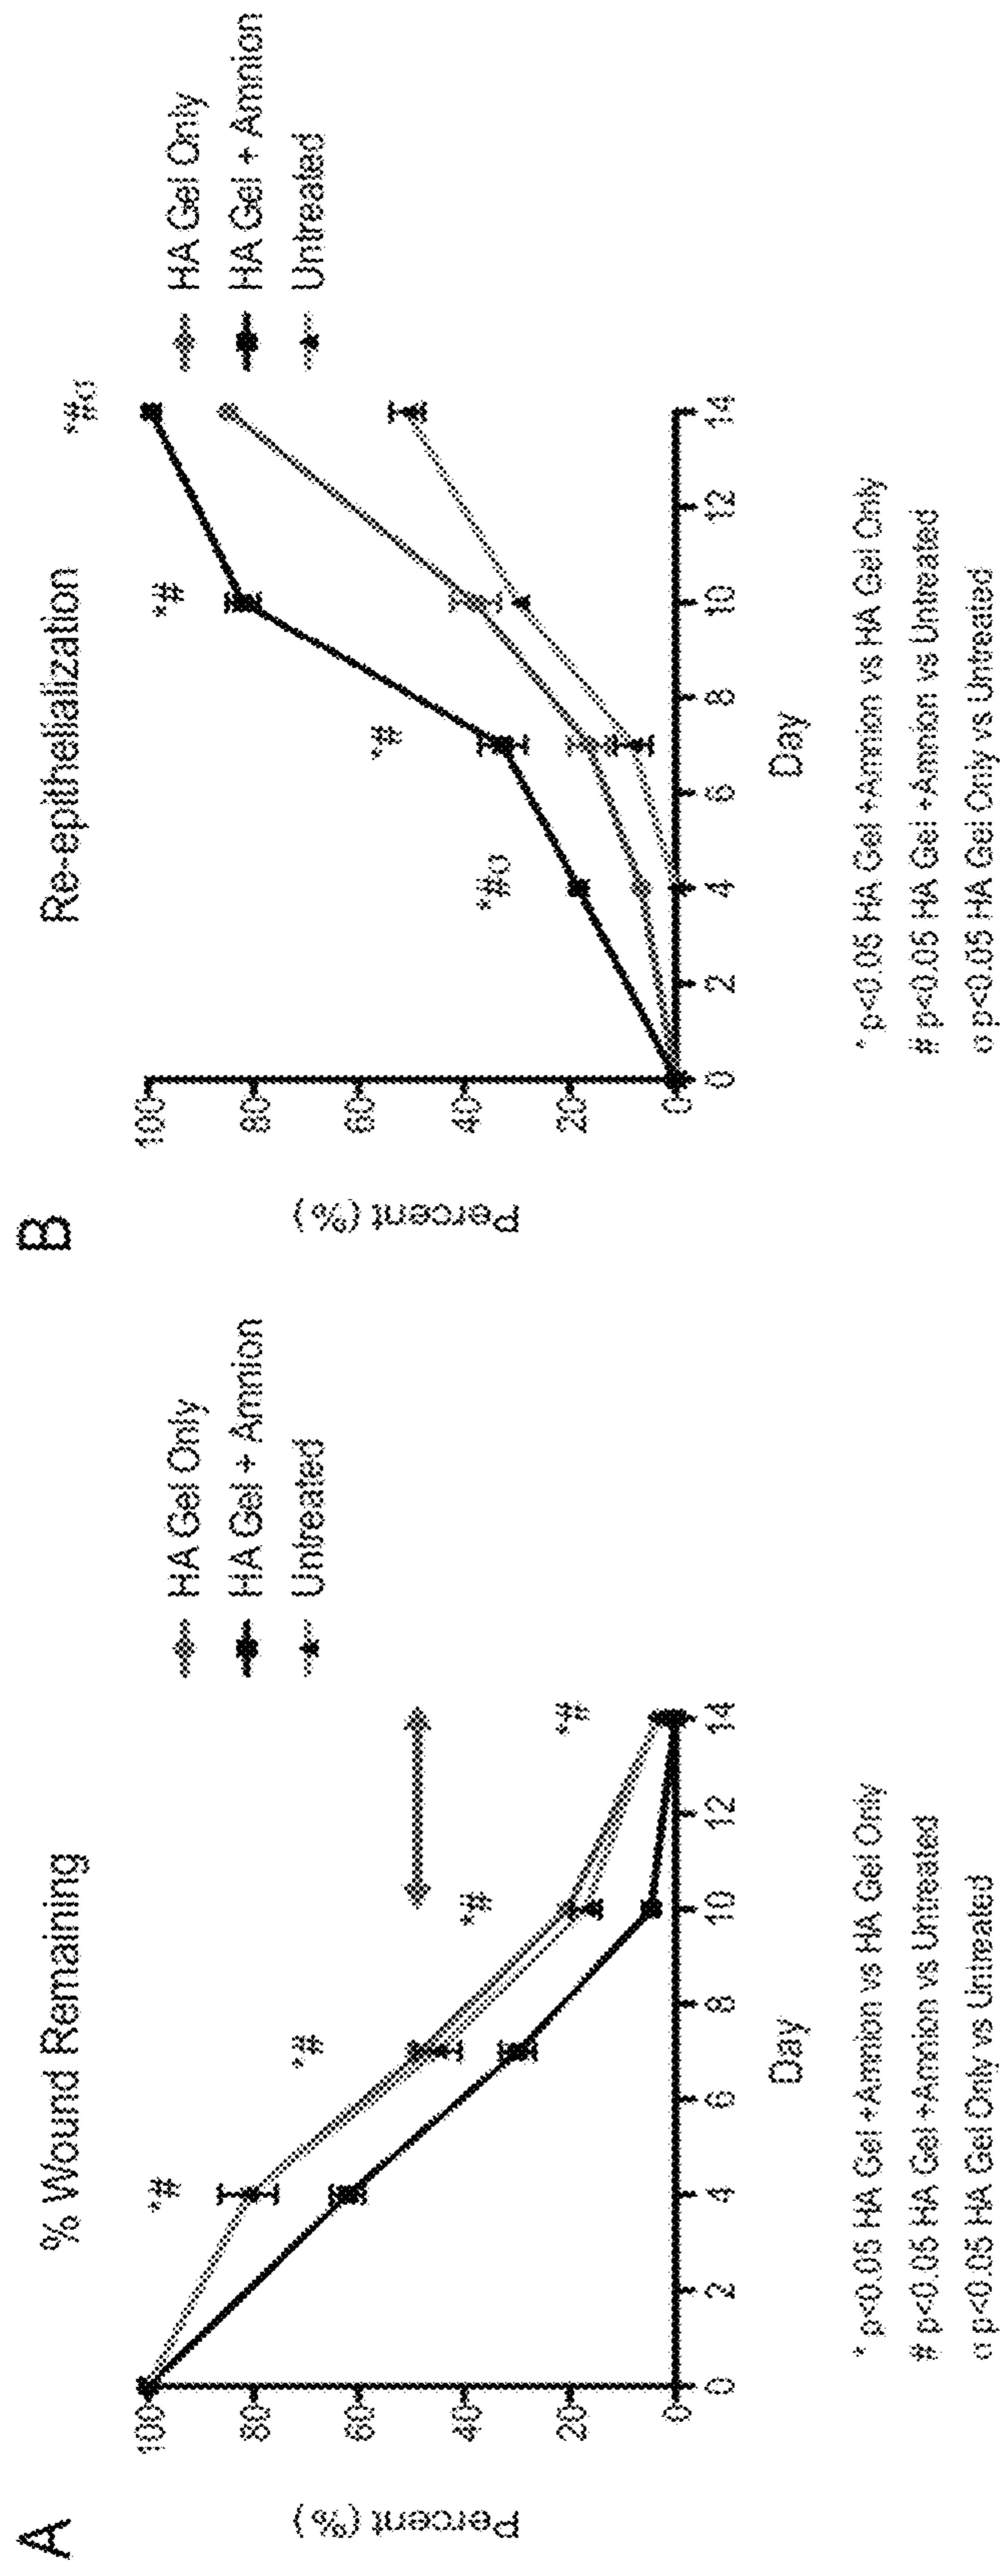 A
% Wound Remaining
Percent (%)
100
80
60
40
20
0
0 2 4 6 8 10 12 14
Day
*#
*#
*#
*#
HA Gel Only
HA Gel + Amnion
Untreated
* p<0.05 HA Gel +Amnion vs HA Gel Only
# p<0.05 HA Gel +Amnion vs Untreated
α p<0.05 HA Gel Only vs Untreated
B
Re-epithelialization
Percent (%)
100
80
60
40
20
0
0 2 4 6 8 10 12 14
Day
*#α
*#
*#
*#α
HA Gel Only
HA Gel + Amnion
Untreated
* p<0.05 HA Gel +Amnion vs HA Gel Only
# p<0.05 HA Gel +Amnion vs Untreated
α p<0.05 HA Gel Only vs Untreated